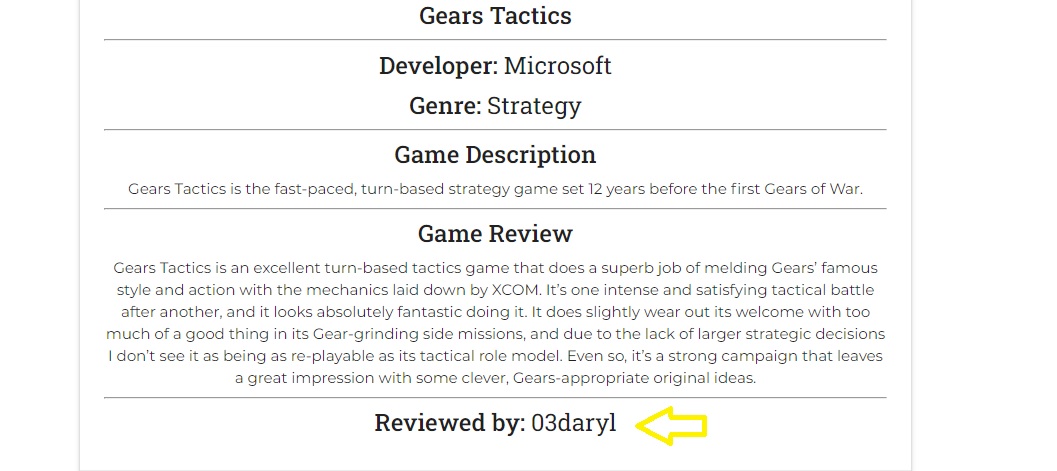 Gears Tactics
Developer: Microsoft
Genre: Strategy
Game Description
Gears Tactics is the fast-paced, turn-based strategy game set 12 years before the first Gears of War.
Game Review
Gears Tactics is an excellent turn-based tactics game that does a superb job of melding Gears’ famous
style and action with the mechanics laid down by XCOM. It’s one intense and satisfying tactical battle
after another, and it looks absolutely fantastic doing it. It does slightly wear out its welcome with too
much of a good thing in its Gear-grinding side missions, and due to the lack of larger strategic decisions
I don’t see it as being as re-playable as its tactical role model. Even so, it’s a strong campaign that leaves
a great impression with some clever, Gears-appropriate original ideas.
Reviewed by: 03daryl